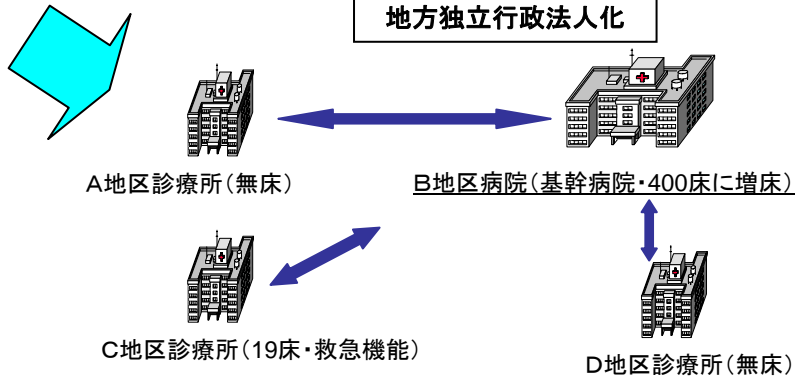 地方独立行政法人化
A地区診療所(無床)
B地区病院(基幹病院・400床に増床)
C地区診療所(19床・救急機能)
D地区診療所(無床)